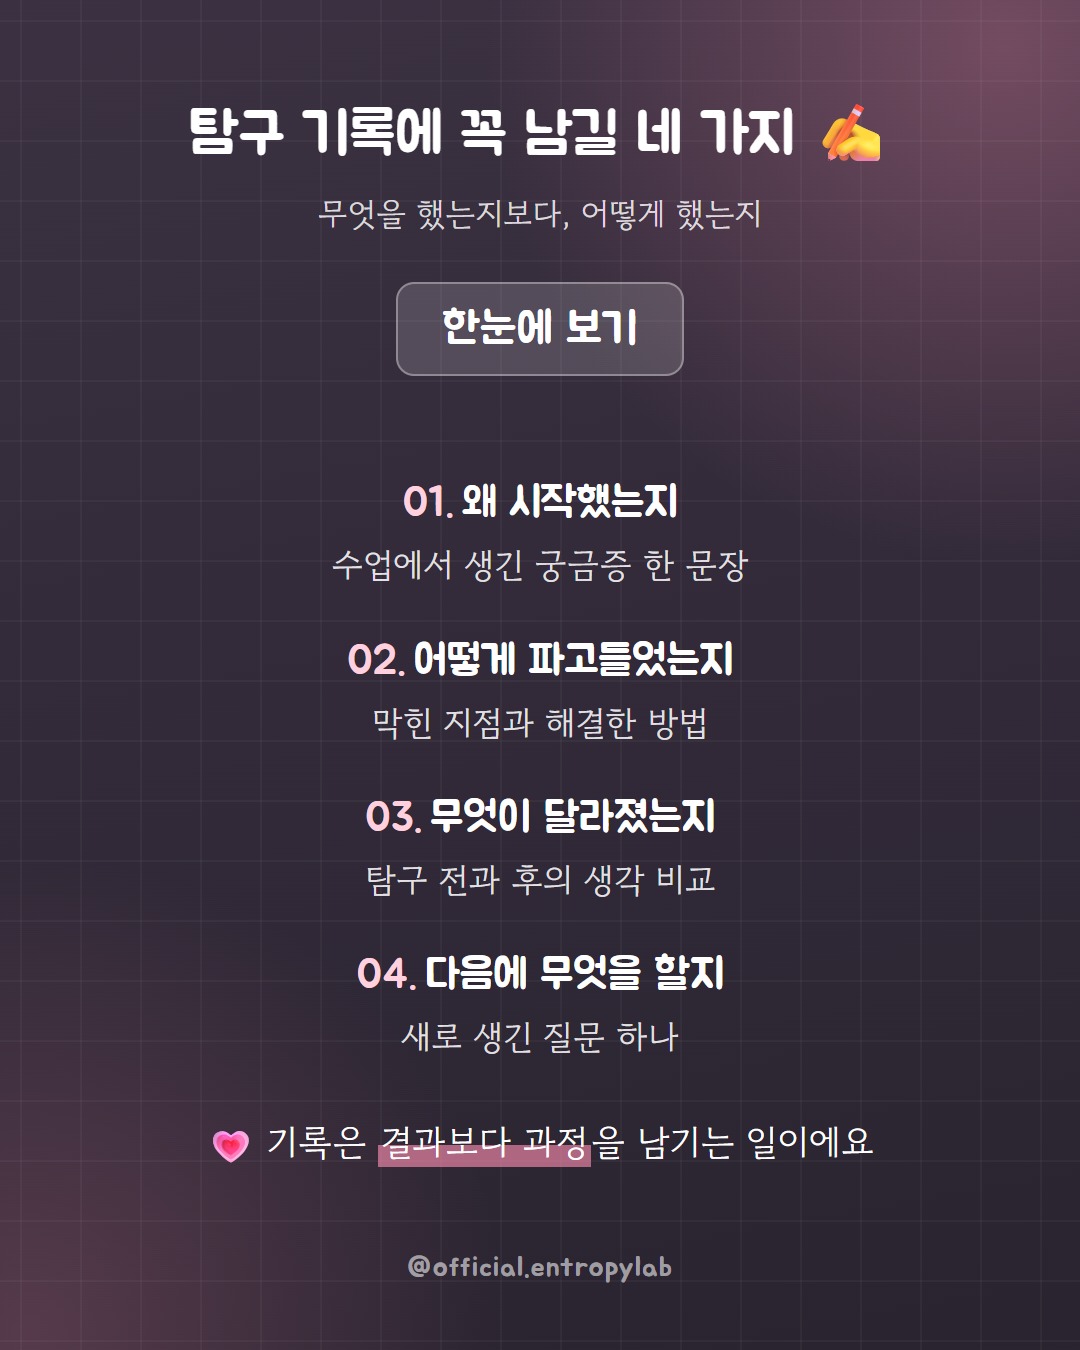 탐구 기록에 꼭 남길 네 가지 ✍️
무엇을 했는지보다, 어떻게 했는지
한눈에 보기
01. 왜 시작했는지
수업에서 생긴 궁금증 한 문장
02. 어떻게 파고들었는지
막힌 지점과 해결한 방법
03. 무엇이 달라졌는지
탐구 전과 후의 생각 비교
04. 다음에 무엇을 할지
새로 생긴 질문 하나
💗 기록은 결과보다 과정을 남기는 일이에요
@official.entropylab